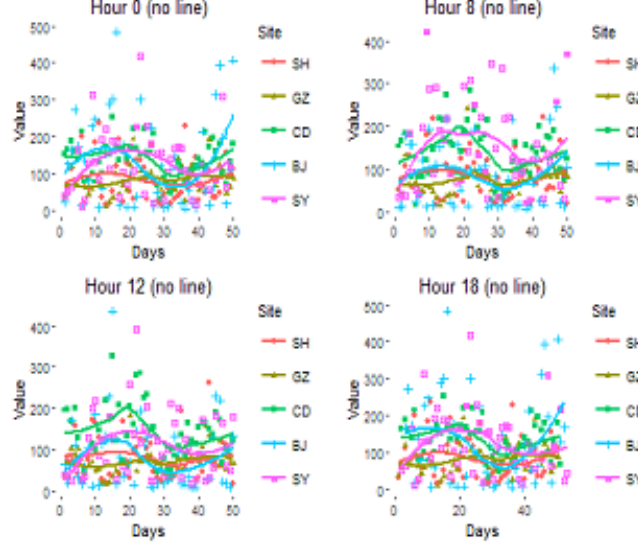 Hour 0 (no line)
Value
500
400
300
200
100
0
0 10 20 30 40 50
Days
Site
SH
GZ
CD
BJ
SY
Hour 8 (no line)
Value
400
300
200
100
0
0 10 20 30 40 50
Days
Site
SH
GZ
CD
BJ
SY
Hour 12 (no line)
Value
400
300
200
100
0
0 10 20 30 40 50
Days
Site
SH
GZ
CD
BJ
SY
Hour 18 (no line)
Value
500
400
300
200
100
0
0 20 40
Days
Site
SH
GZ
CD
BJ
SY